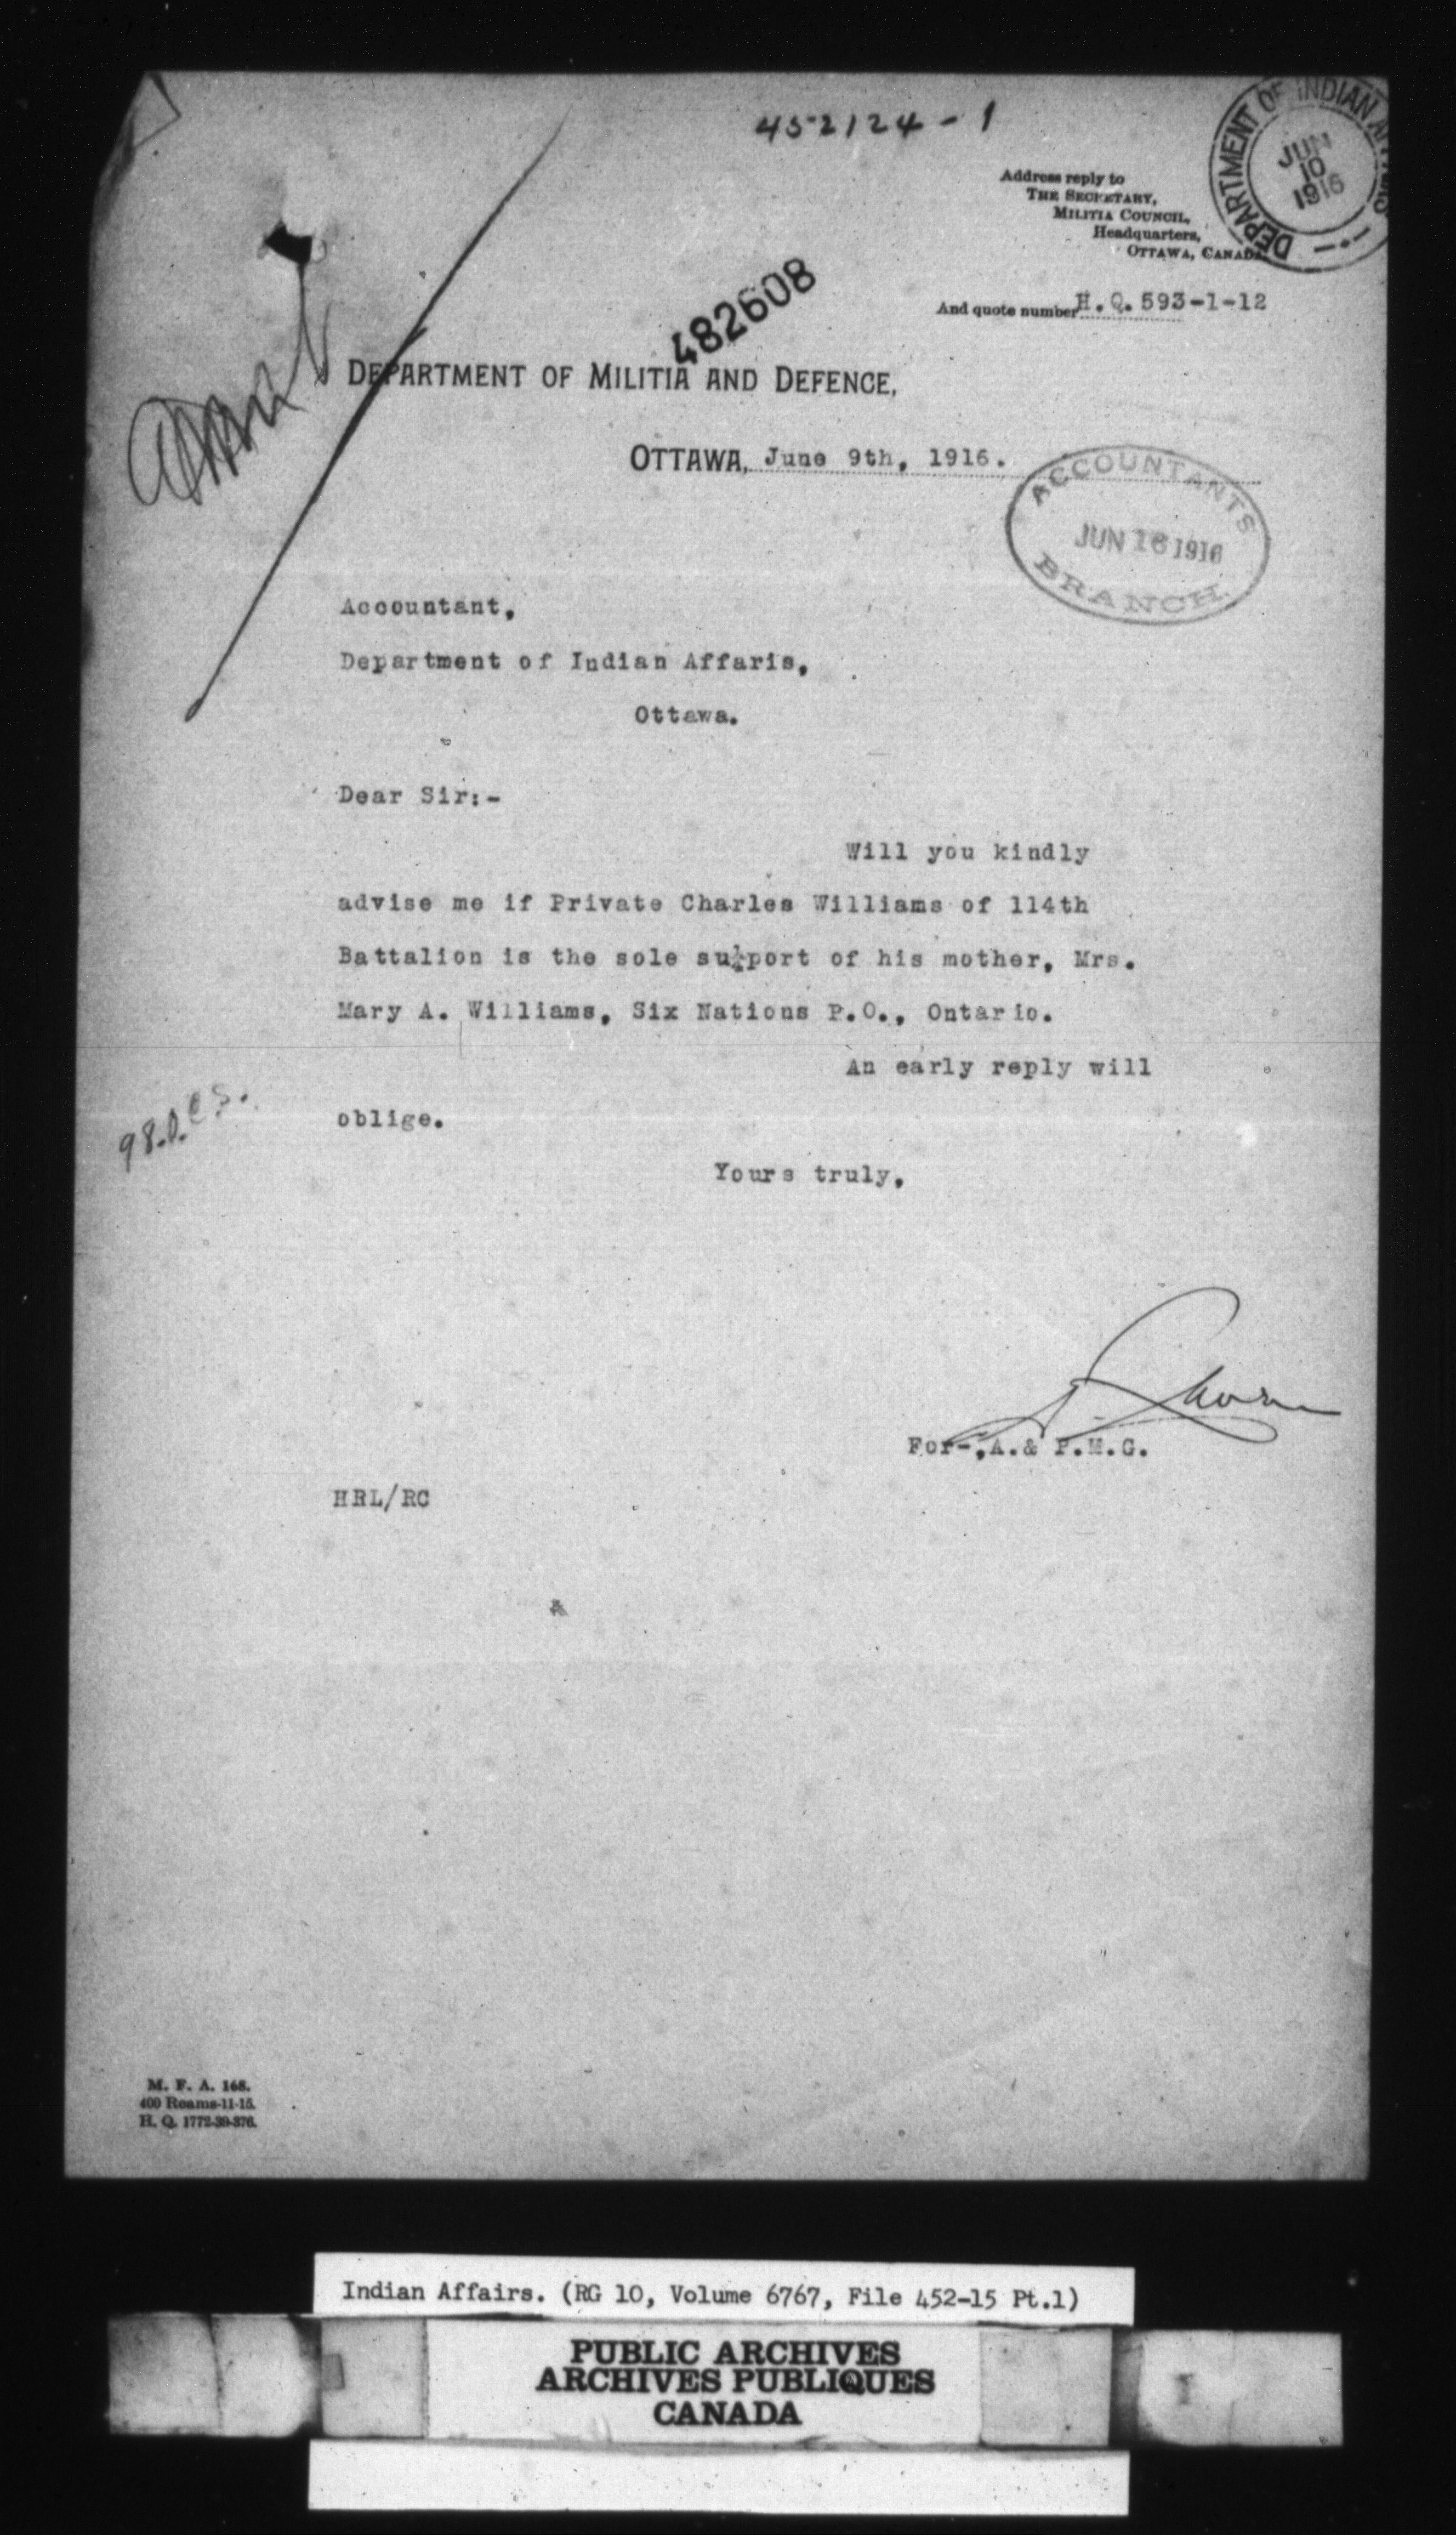 452124-1
DEPARTMENT OF INDIAN AFFAIRS
JUN
10
1916
Address reply to
THE SECRETARY,
MILITIA COUNCIL,
Headquarters,
OTTAWA, CANADA
And quote number H.Q. 593-1-12
482608
DEPARTMENT OF MILITIA AND DEFENCE,
OTTAWA, June 9th, 1916.
ACCOUNTANTS
JUN 16 1916
BRANCH
Accountant,
Department of Indian Affaris,
Ottawa.
Dear Sir:-
Will you kindly
advise me if Private Charles Williams of 114th
Battalion is the sole support of his mother, Mrs.
Mary A. Williams, Six Nations P.O., Ontario.
An early reply will
oblige.
Yours truly,
For-,A.& P.M.G.
HRL/RC
M. F. A. 165.
400 Reams-11-15.
H. Q. 1772-39-376.
Indian Affairs. (RG 10, Volume 6767, File 452-15 Pt.1)
PUBLIC ARCHIVES
ARCHIVES PUBLIQUES
CANADA